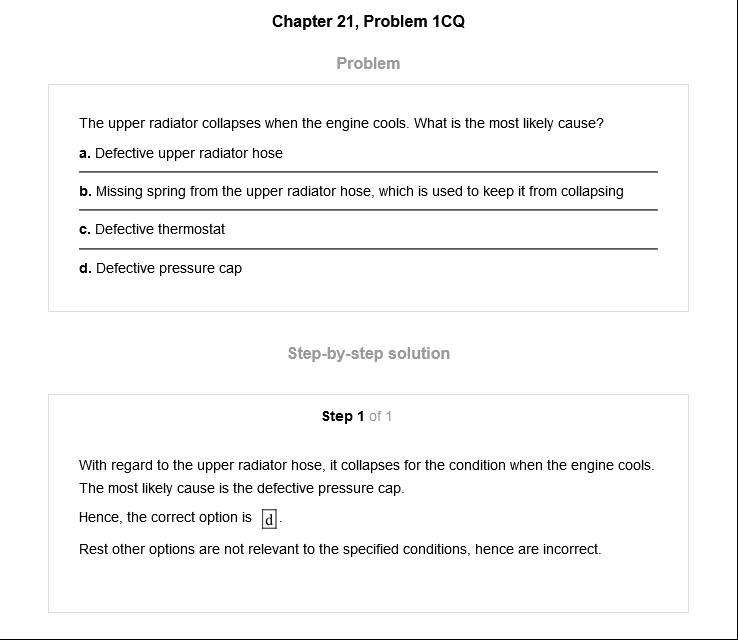 Chapter 21, Problem 1CQ
Problem
The upper radiator collapses when the engine cools. What is the most likely cause?
a. Defective upper radiator hose
b. Missing spring from the upper radiator hose, which is used to keep it from collapsing
c. Defective thermostat
d. Defective pressure cap
Step-by-step solution
Step 1 of 1
With regard to the upper radiator hose, it collapses for the condition when the engine cools.
The most likely cause is the defective pressure cap.
Hence, the correct option is d.
Rest other options are not relevant to the specified conditions, hence are incorrect.